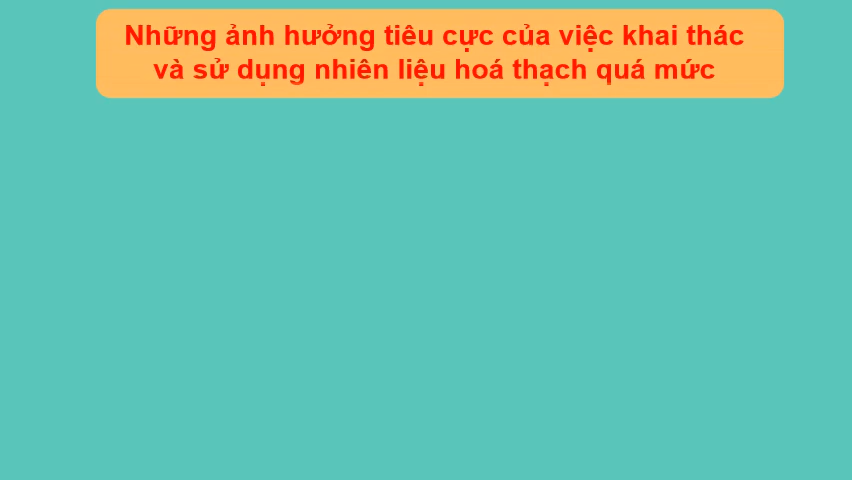 Những ảnh hưởng tiêu cực của việc khai thác
và sử dụng nhiên liệu hoá thạch quá mức